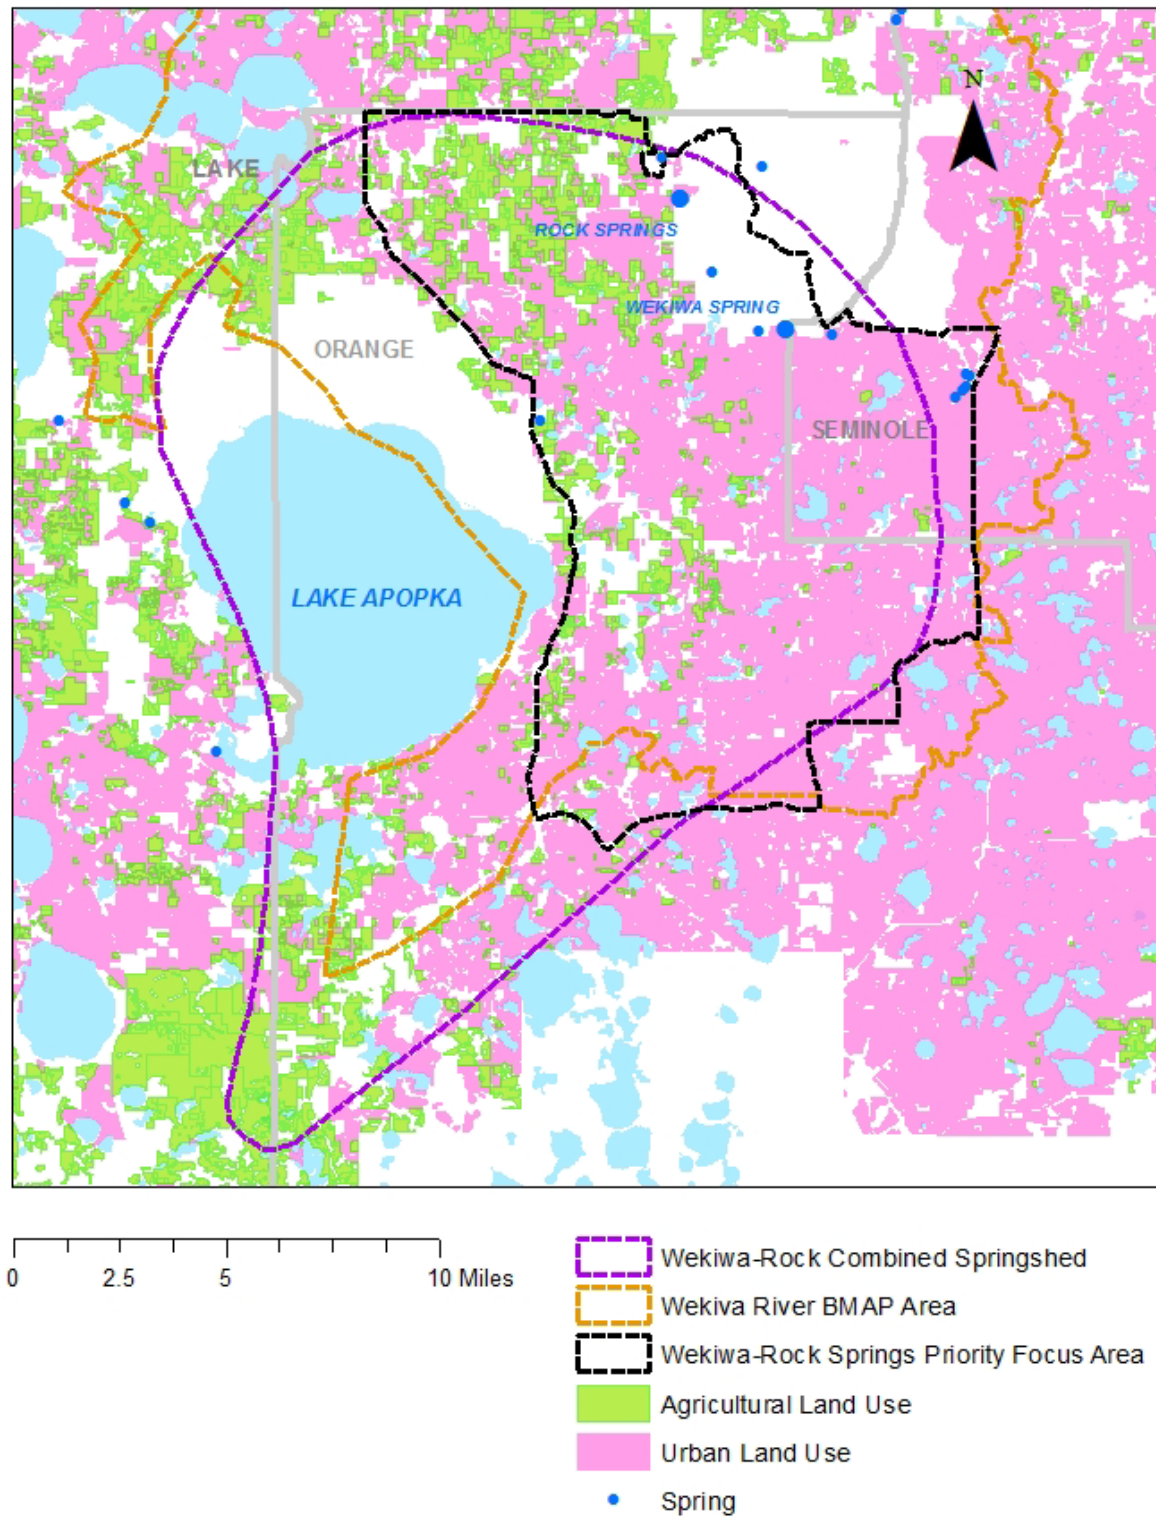 N
LAKE
ROCK SPRINGS
WEKIWA SPRING
ORANGE
SEMINOLE
LAKE APOPKA
0 2.5 5 10 Miles
Wekiwa-Rock Combined Springshed
Wekiva River BMAP Area
Wekiwa-Rock Springs Priority Focus Area
Agricultural Land Use
Urban Land Use
Spring